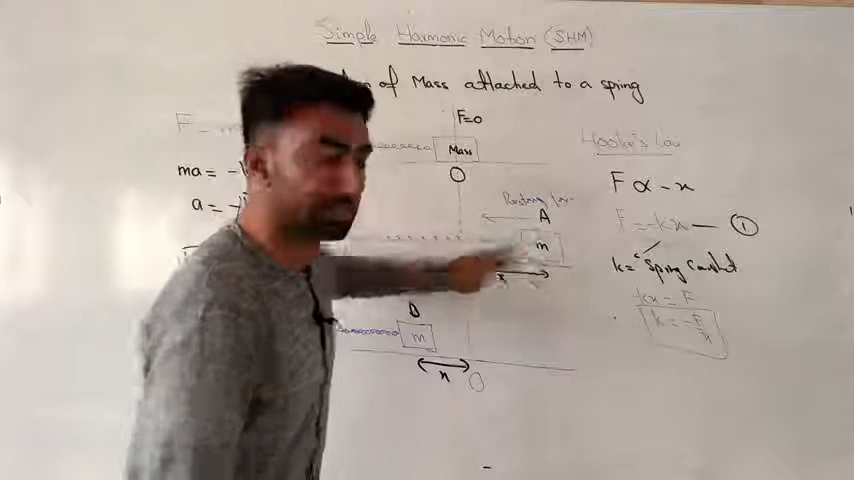 Simple Harmonic Motion (SHM)
of Mass attached to a spring
F=0
Mass
O
F = m
ma = -
a = -
Hooke's Law
F α - x
F = -kx — ①
k = Spring Constant
-kx = F
k = -F/x
Restoring
A
m
x
m
x
O